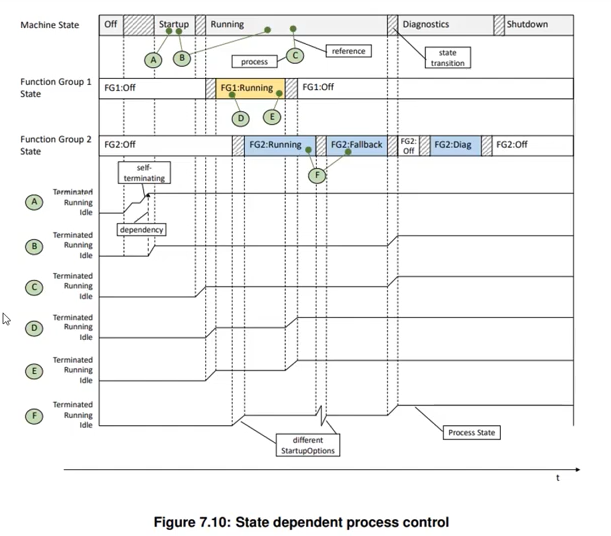 Machine State
Off
Startup
Running
Diagnostics
Shutdown
A
B
process
C
reference
state
transition
Function Group 1
State
FG1:Off
FG1:Running
FG1:Off
D
E
Function Group 2
State
FG2:Off
FG2:Running
FG2:Fallback
FG2:
Off
FG2:Diag
FG2:Off
F
self-
terminating
dependency
A
Terminated
Running
Idle
B
Terminated
Running
Idle
C
Terminated
Running
Idle
D
Terminated
Running
Idle
E
Terminated
Running
Idle
F
Terminated
Running
Idle
different
StartupOptions
Process State
t
Figure 7.10: State dependent process control